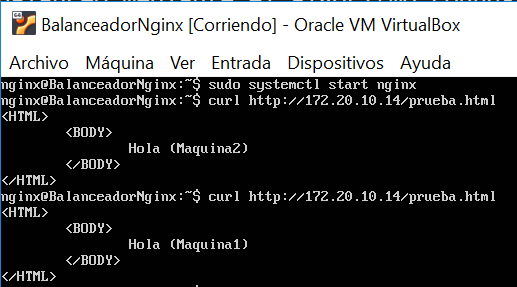 BalanceadorNginx [Corriendo] - Oracle VM VirtualBox
Archivo Máquina Ver Entrada Dispositivos Ayuda
nginx@BalanceadorNginx:~$ sudo systemctl start nginx
nginx@BalanceadorNginx:~$ curl http://172.20.10.14/prueba.html
<HTML>
<BODY>
Hola (Maquina2)
</BODY>
</HTML>
nginx@BalanceadorNginx:~$ curl http://172.20.10.14/prueba.html
<HTML>
<BODY>
Hola (Maquina1)
</BODY>
</HTML>